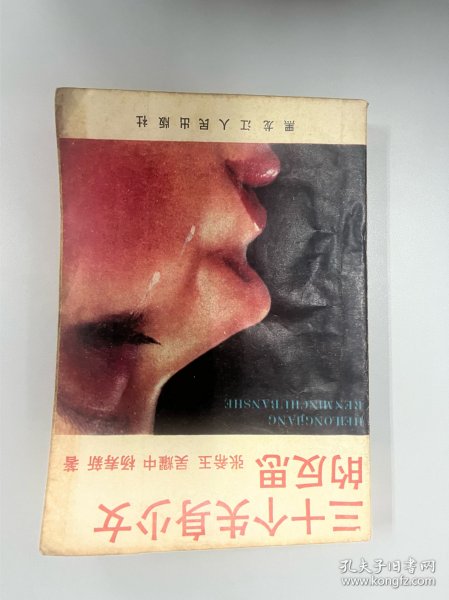 三十个失身少女
的反思
张希玉 吴耀中 杨寿新 著
HEILONGJIANG
RENMINCHUBANSHE
黑龙江人民出版社
孔夫子旧书网
www.kongfz.com